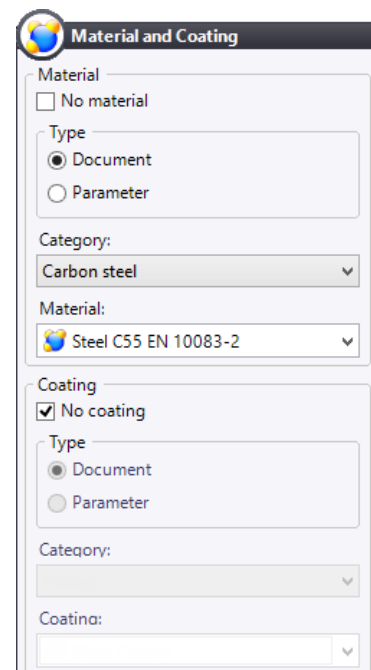 Material and Coating
Material
No material
Type
Document
Parameter
Category:
Carbon steel
Material:
Steel C55 EN 10083-2
Coating
No coating
Type
Document
Parameter
Category:
Coating: